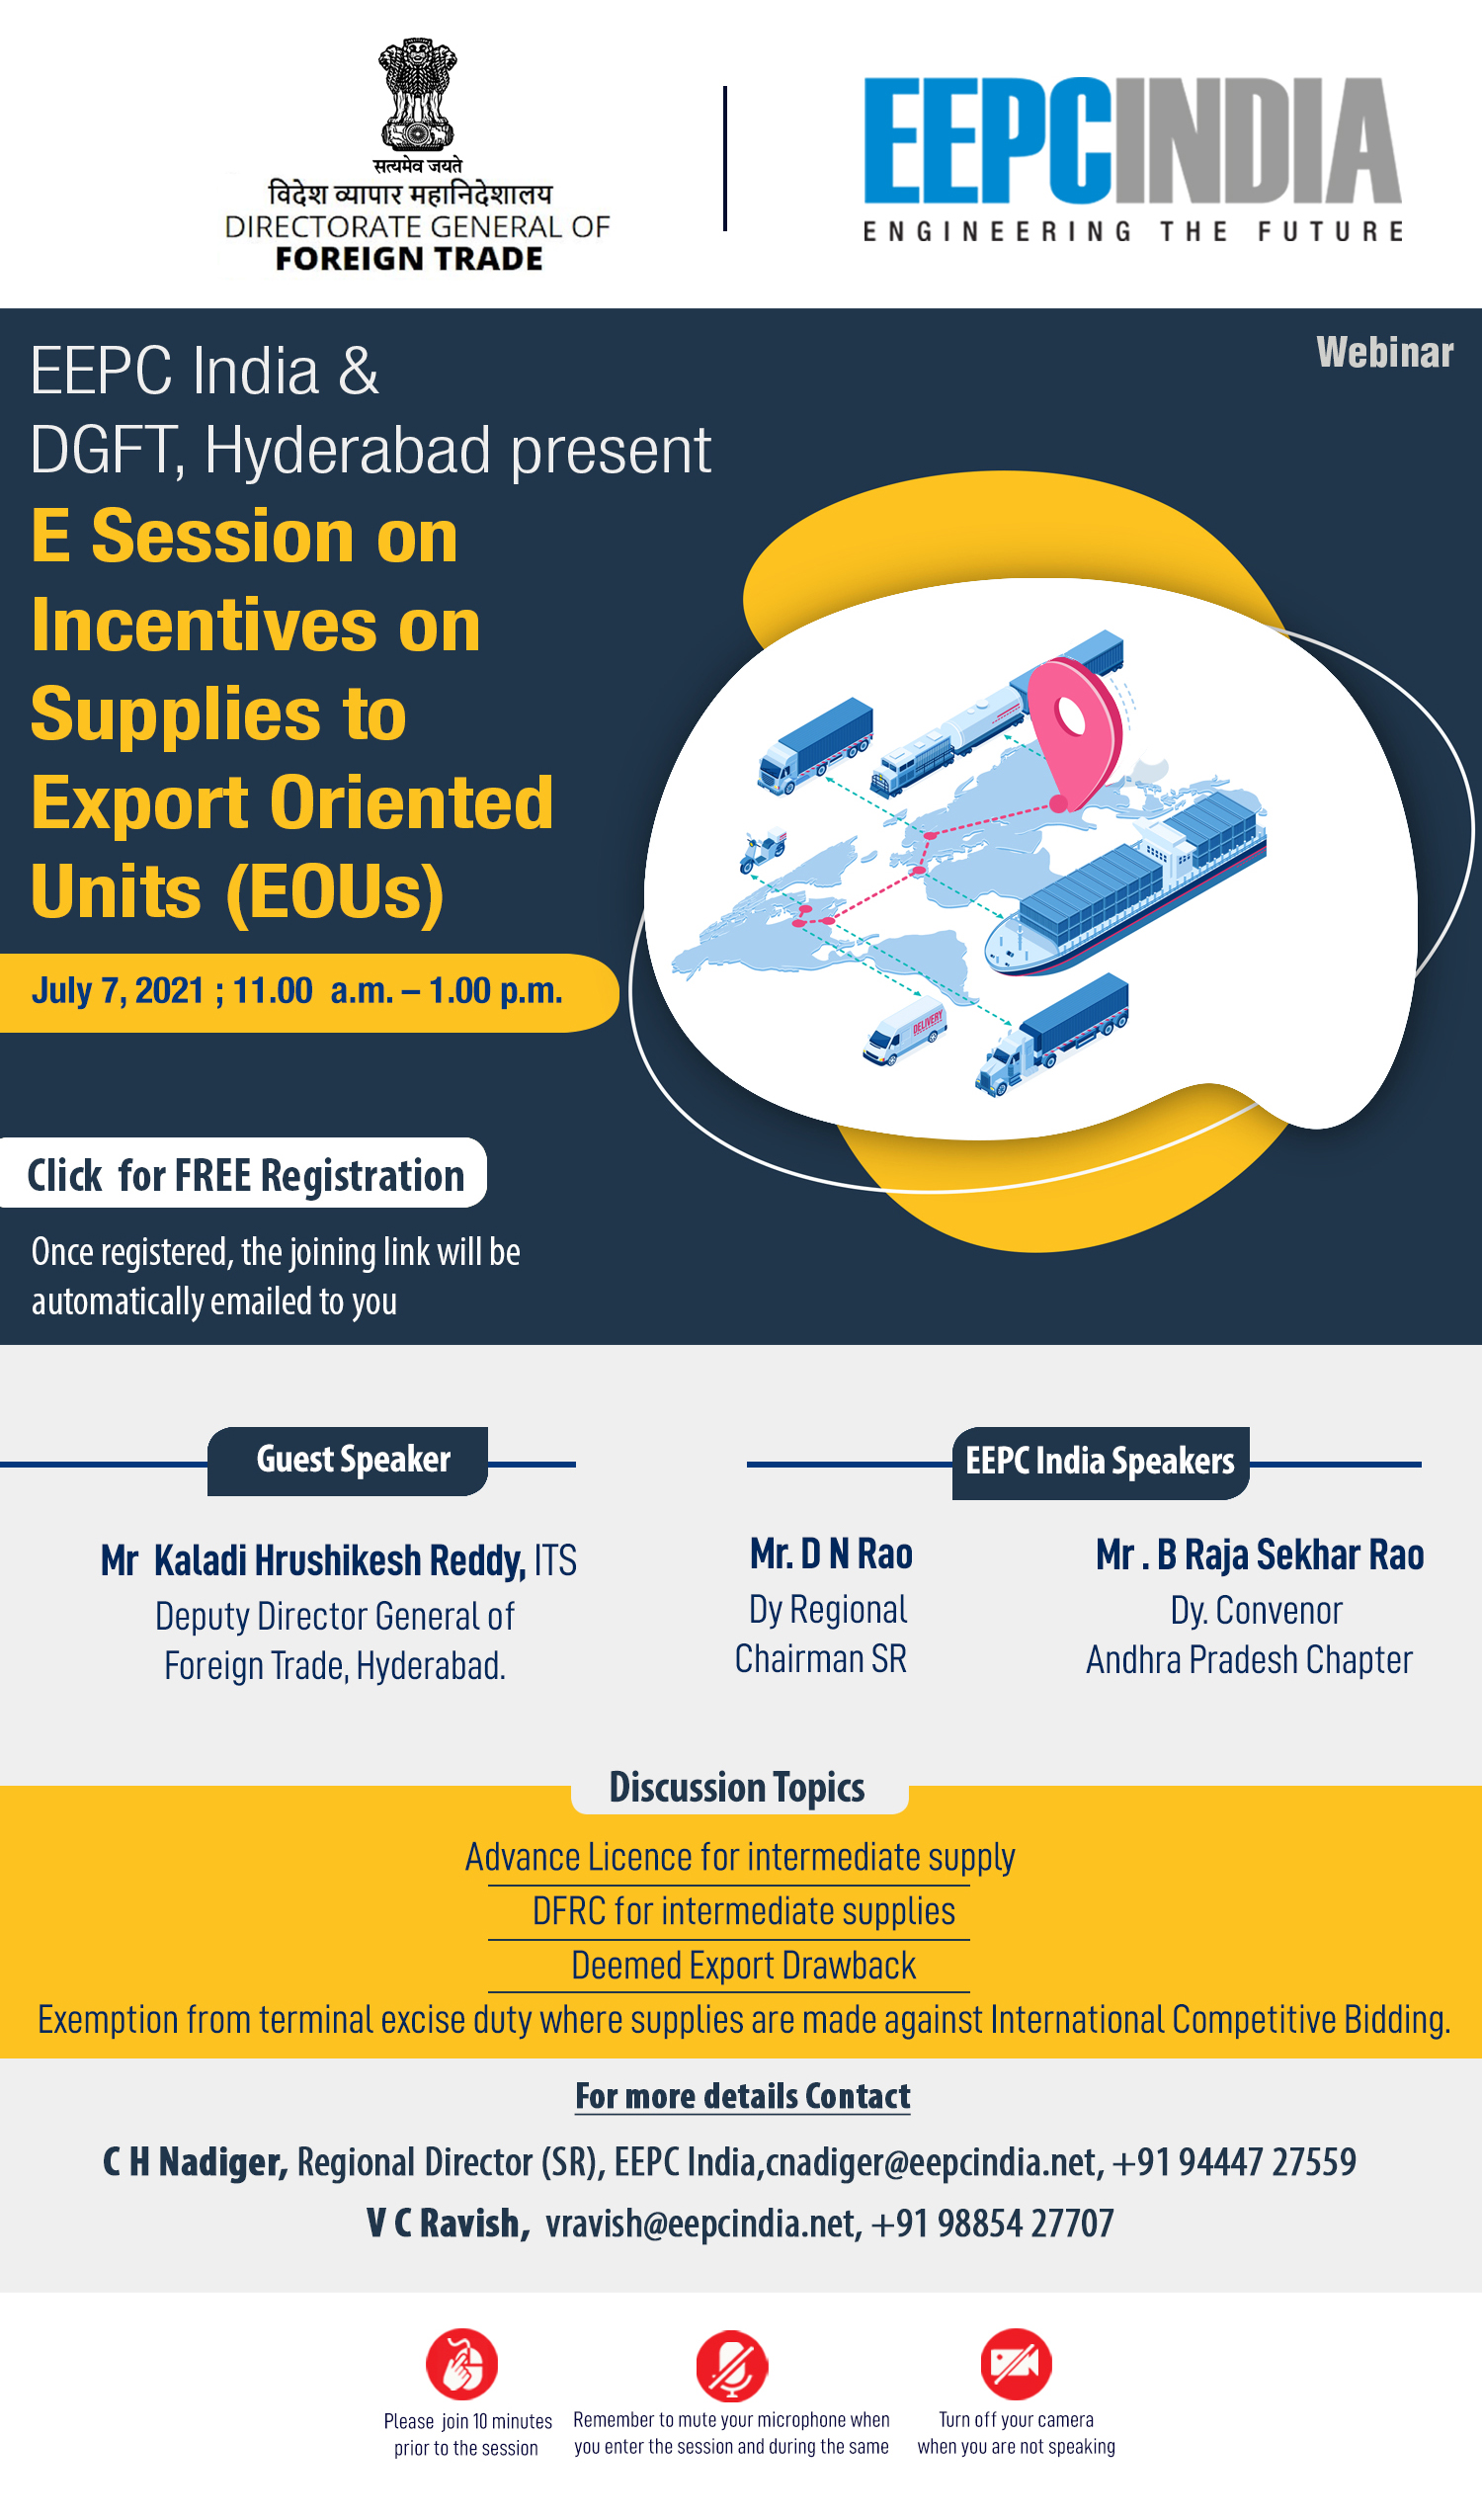 सत्यमेव जयते
विदेश व्यापार महानिदेशालय
DIRECTORATE GENERAL OF
FOREIGN TRADE
EEPCINDIA
ENGINEERING THE FUTURE
Webinar
EEPC India &
DGFT, Hyderabad present
E Session on
Incentives on
Supplies to
Export Oriented
Units (EOUs)
July 7, 2021 ; 11.00 a.m. – 1.00 p.m.
DELIVERY
Click for FREE Registration
Once registered, the joining link will be
automatically emailed to you
Guest Speaker
Mr Kaladi Hrushikesh Reddy, ITS
Deputy Director General of
Foreign Trade, Hyderabad.
EEPC India Speakers
Mr. D N Rao
Dy Regional
Chairman SR
Mr . B Raja Sekhar Rao
Dy. Convenor
Andhra Pradesh Chapter
Discussion Topics
Advance Licence for intermediate supply
DFRC for intermediate supplies
Deemed Export Drawback
Exemption from terminal excise duty where supplies are made against International Competitive Bidding.
For more details Contact
C H Nadiger, Regional Director (SR), EEPC India,cnadiger@eepcindia.net, +91 94447 27559
V C Ravish, vravish@eepcindia.net, +91 98854 27707
Please join 10 minutes
prior to the session
Remember to mute your microphone when
you enter the session and during the same
Turn off your camera
when you are not speaking